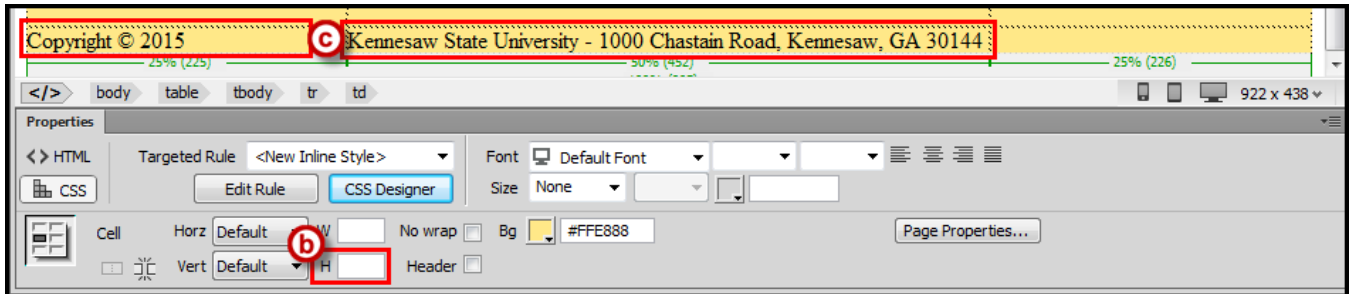 Copyright © 2015 c Kennesaw State University - 1000 Chastain Road, Kennesaw, GA 30144
25% (225) 50% (452) 25% (226)
</> body table tbody tr td 922 x 438
Properties
<> HTML Targeted Rule <New Inline Style> Font Default Font
CSS Edit Rule CSS Designer Size None
Cell Horz Default W No wrap Bg #FFE888 Page Properties...
b
Vert Default H Header